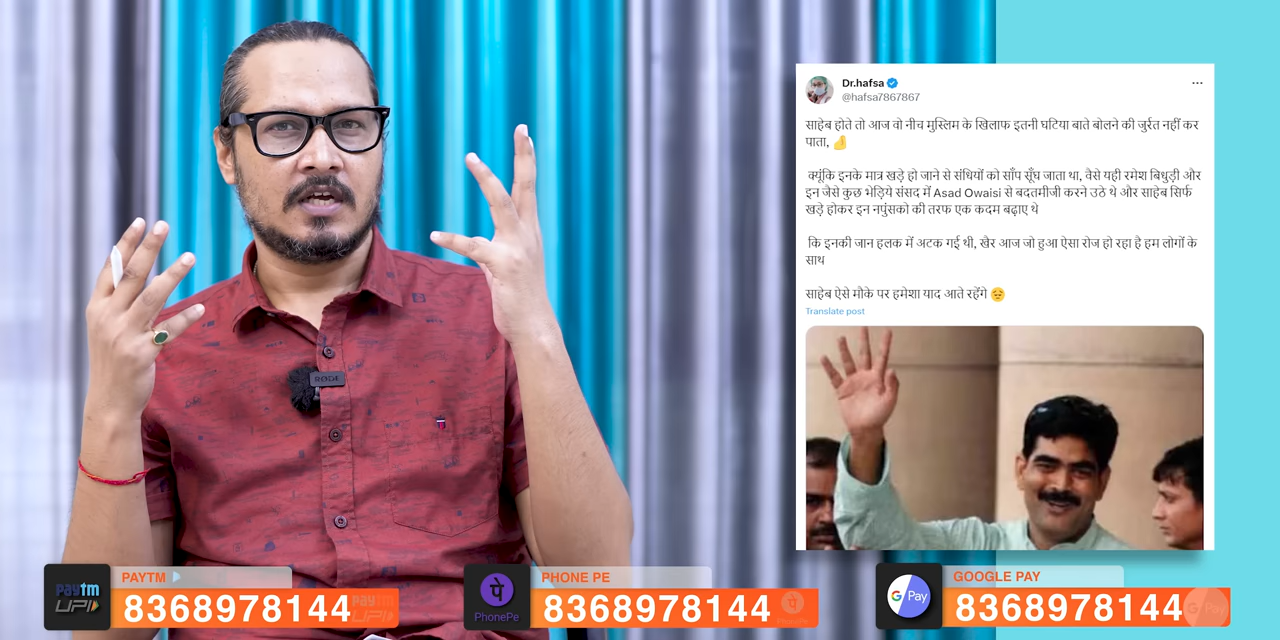 Dr.hafsa
@hafsa7867867
साहेब होते तो आज वो नीच मुस्लिम के खिलाफ इतनी घटिया बाते बोलने की जुर्रत नहीं कर
पाता,
क्यूंकि इनके मात्र खड़े हो जाने से संघियों को साँप सूँघ जाता था, वैसे यही रमेश बिधुड़ी और
इन जैसे कुछ भेड़िये संसद में Asad Owaisi से बदतमीजी करने उठे थे और साहेब सिर्फ
खड़े होकर इन नपुंसको की तरफ एक कदम बढ़ाए थे
कि इनकी जान हलक में अटक गई थी, खैर आज जो हुआ ऐसा रोज हो रहा है हम लोगों के
साथ
साहेब ऐसे मौके पर हमेशा याद आते रहेंगे
Translate post
RODE
PAYTM
paytm
UPI
8368978144
PHONE PE
पे
PhonePe
8368978144
GOOGLE PAY
G Pay
8368978144